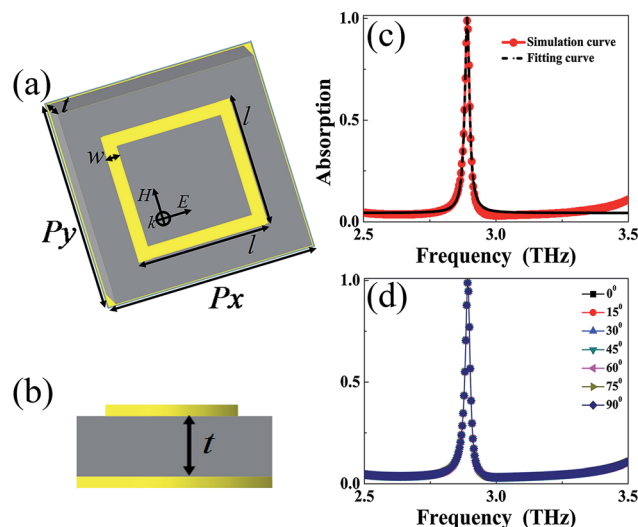 (a)
t
l
w
H
E
k
l
Py
Px
(b)
t
(c)
Absorption
1.0
0.5
0.0
Simulation curve
Fitting curve
2.5 3.0 3.5
Frequency (THz)
(d)
1.0
0.5
0.0
0⁰
15⁰
30⁰
45⁰
60⁰
75⁰
90⁰
2.5 3.0 3.5
Frequency (THz)